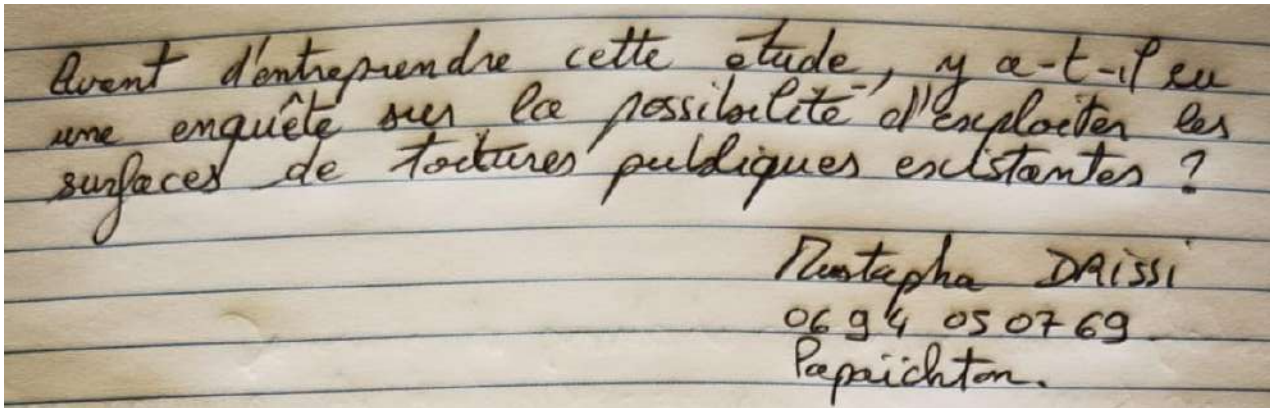 Avant d'entreprendre cette étude, y a-t-il eu
une enquête sur la possibilité d'exploiter les
surfaces de toitures publiques existantes ?
Mustapha DRISSI
06 94 05 07 69
Papaïchton.